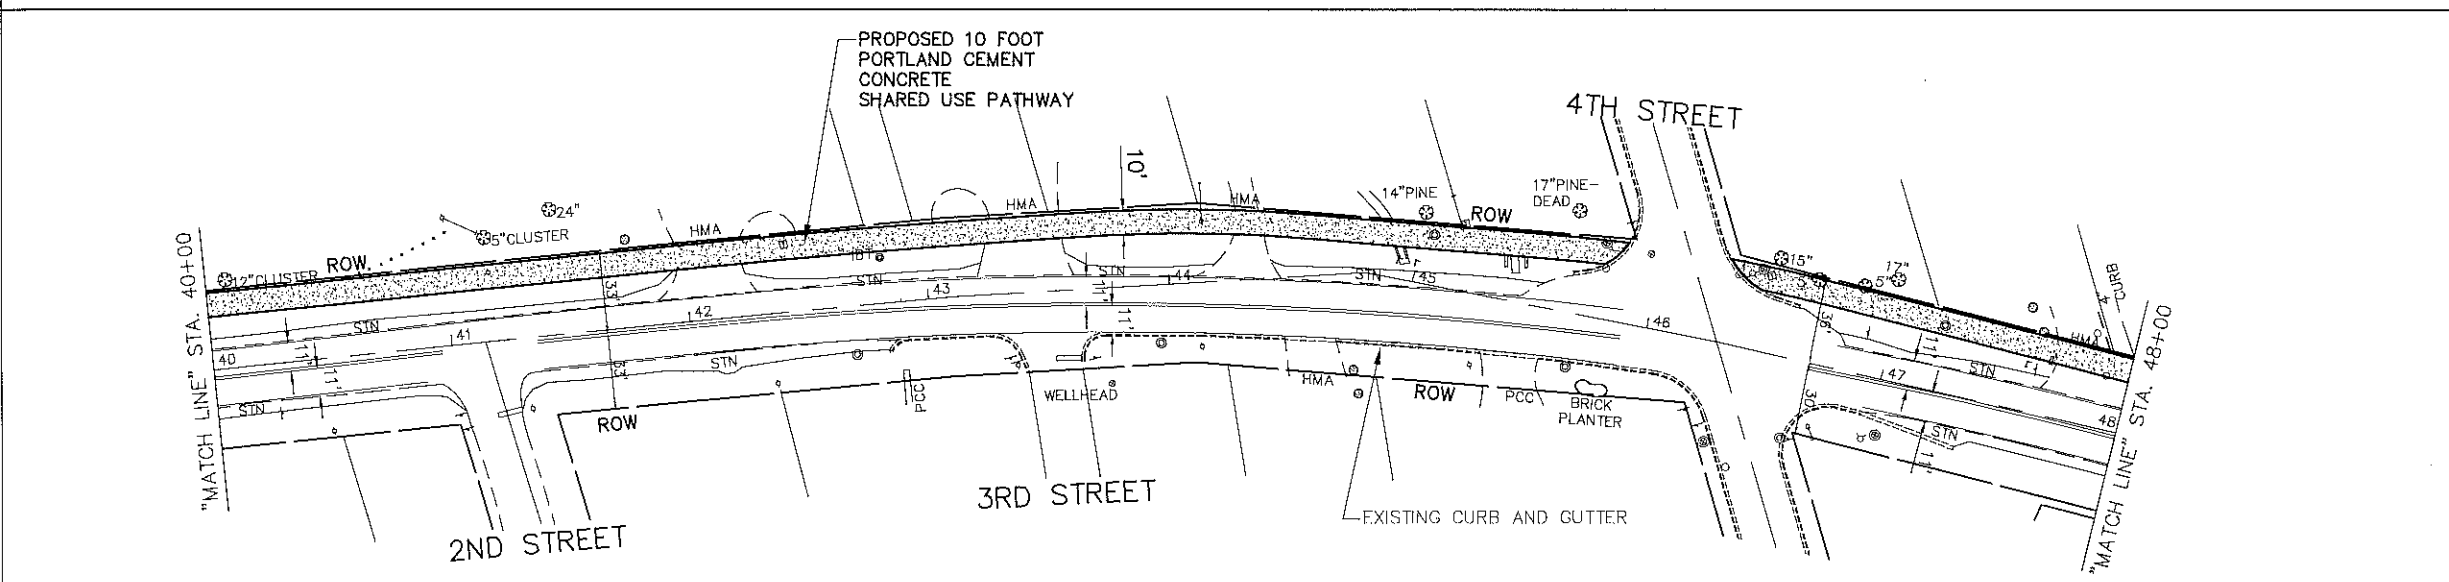 PROPOSED 10 FOOT
PORTLAND CEMENT
CONCRETE
SHARED USE PATHWAY
4TH STREET
10'
14"PINE
17"PINE-
DEAD
24"
5"CLUSTER
12"CLUSTER
ROW
HMA
HMA
HMA
ROW
15"
17"
5"
5"
CURB
HMA
"MATCH LINE" STA. 40+00
"MATCH LINE" STA. 48+00
40
41
42
43
44
45
46
47
48
STN
STN
STN
STN
STN
STN
STN
STN
STN
11'
11'
11'
11'
11'
11'
33'
33'
36'
30'
PCC
WELLHEAD
HMA
ROW
PCC
BRICK
PLANTER
ROW
2ND STREET
3RD STREET
EXISTING CURB AND GUTTER